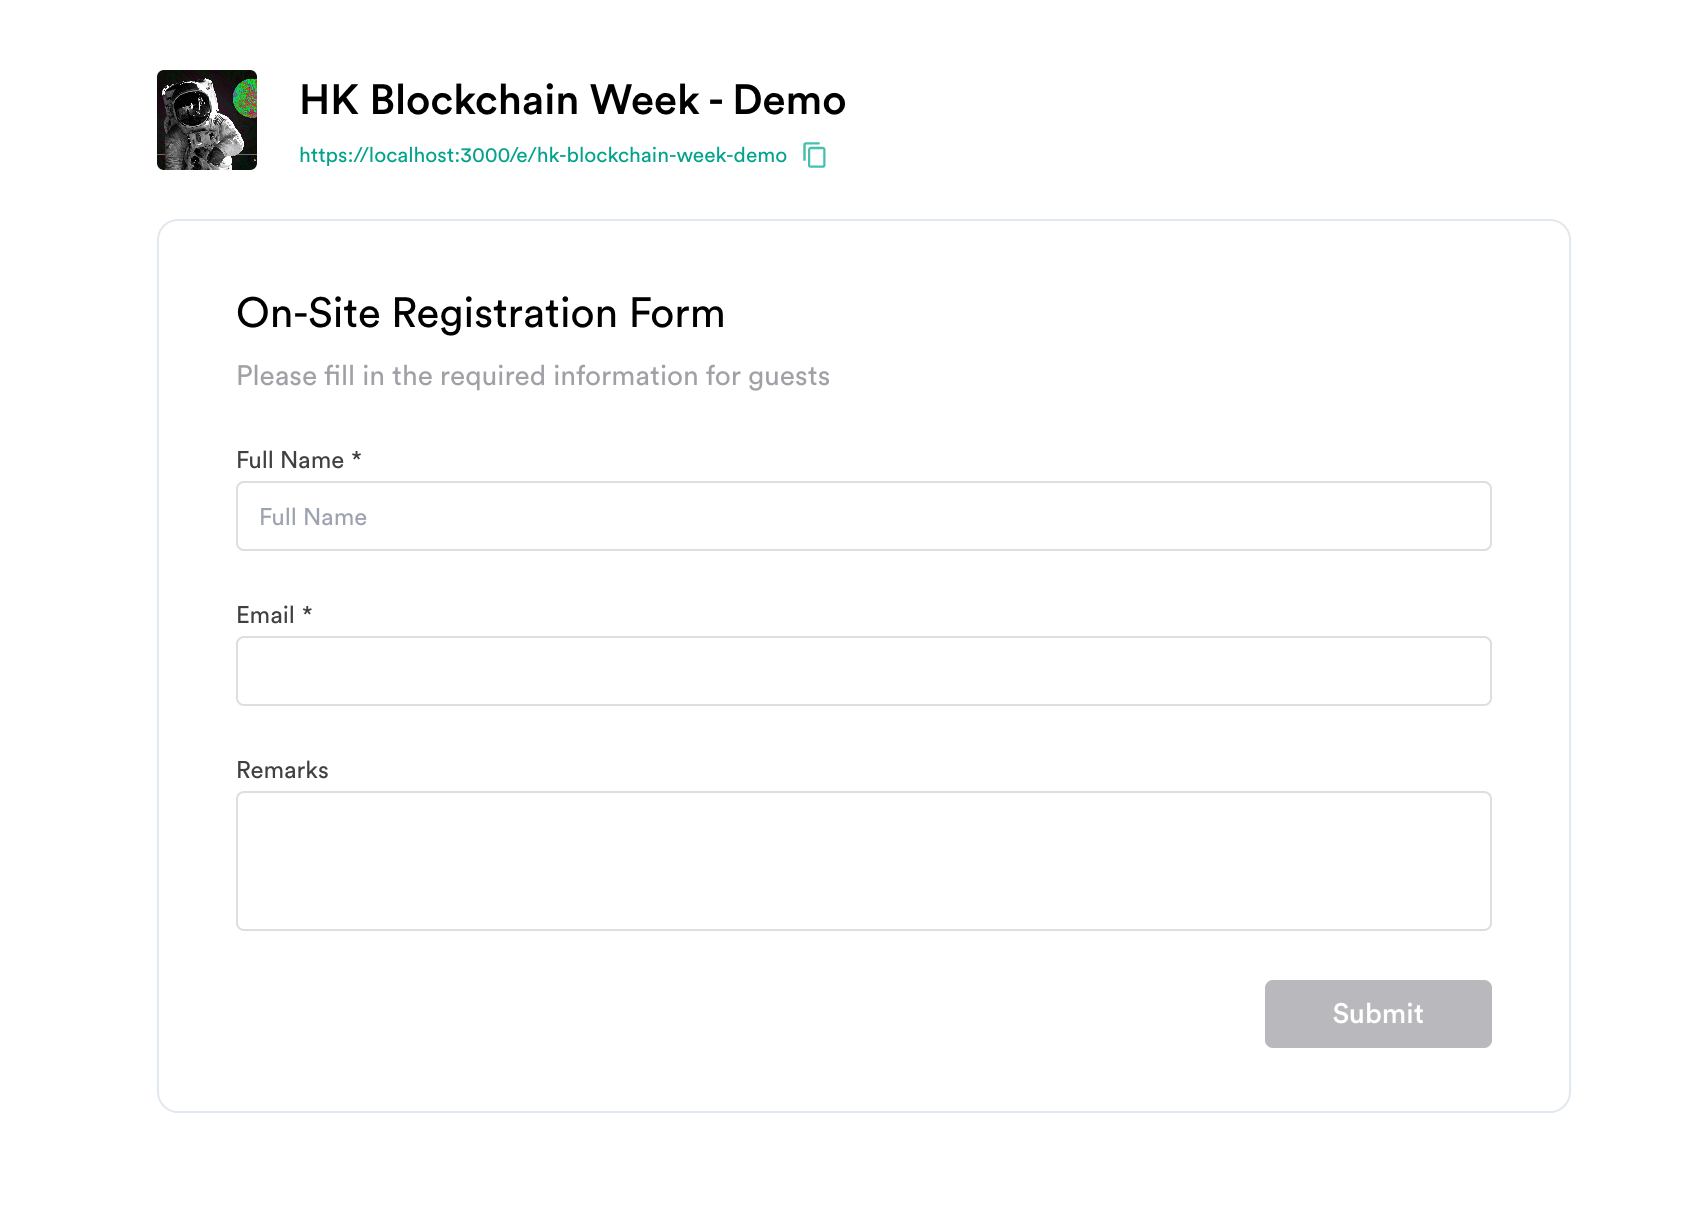 HK Blockchain Week - Demo
https://localhost:3000/e/hk-blockchain-week-demo
On-Site Registration Form
Please fill in the required information for guests
Full Name *
Full Name
Email *
Remarks
Submit